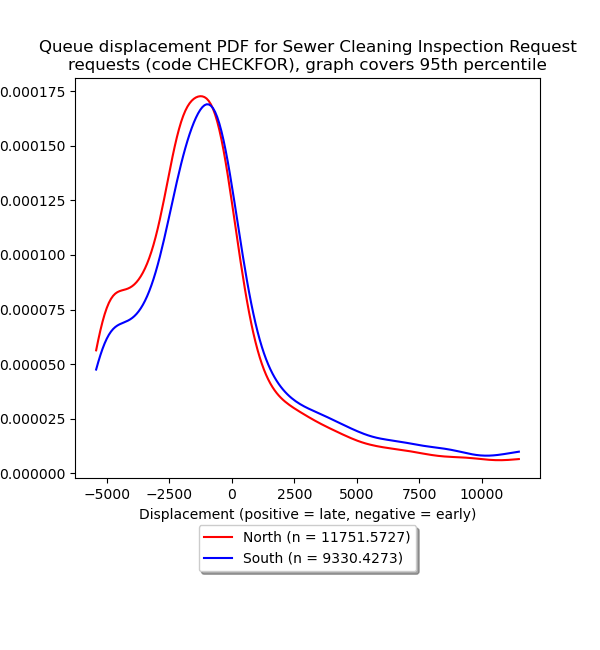 Queue displacement PDF for Sewer Cleaning Inspection Request
requests (code CHECKFOR), graph covers 95th percentile
0.000175
0.000150
0.000125
0.000100
0.000075
0.000050
0.000025
0.000000
−5000 −2500 0 2500 5000 7500 10000
Displacement (positive = late, negative = early)
North (n = 11751.5727)
South (n = 9330.4273)